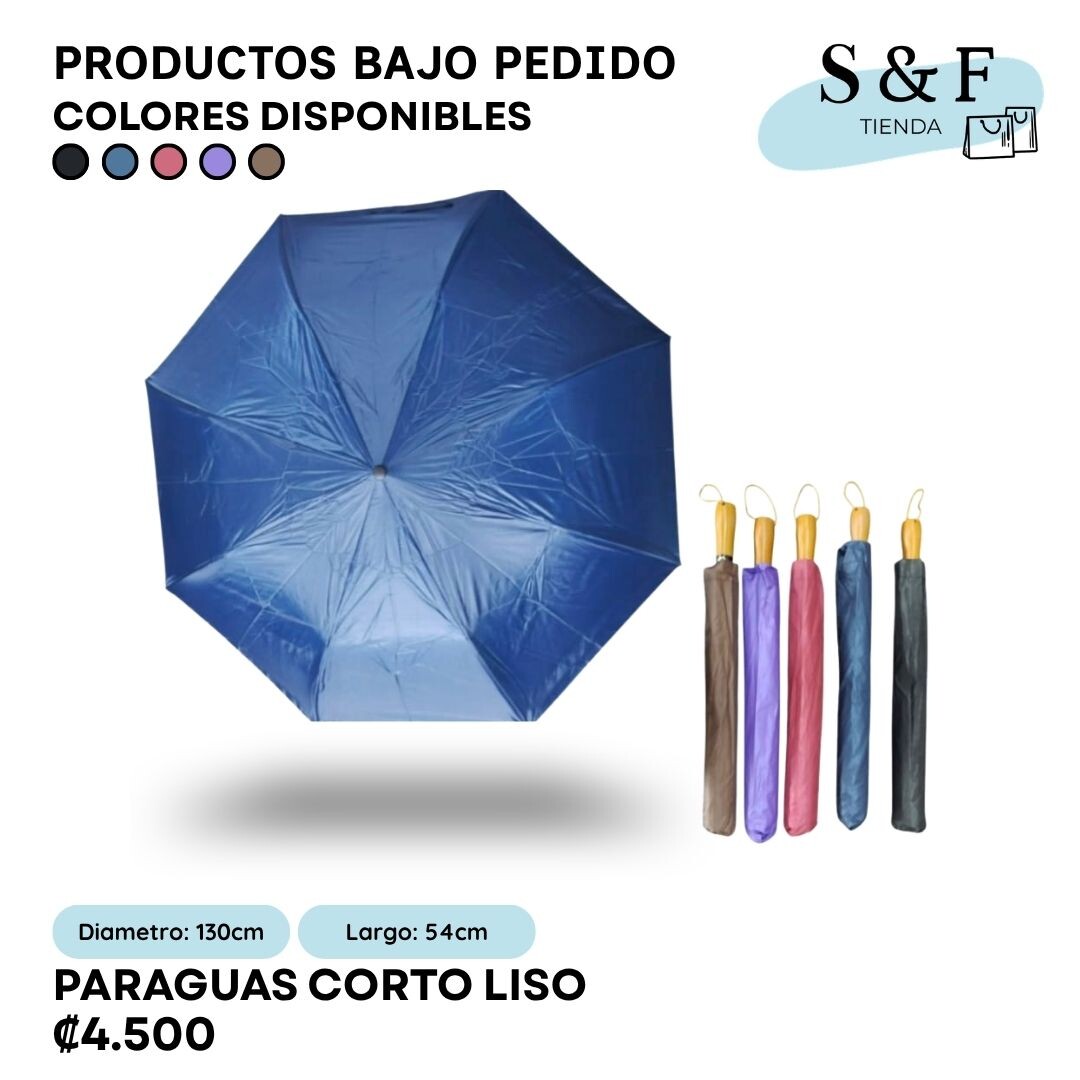 PRODUCTOS BAJO PEDIDO
COLORES DISPONIBLES
S & F
TIENDA
Diametro: 130cm
Largo: 54cm
PARAGUAS CORTO LISO
₡4.500